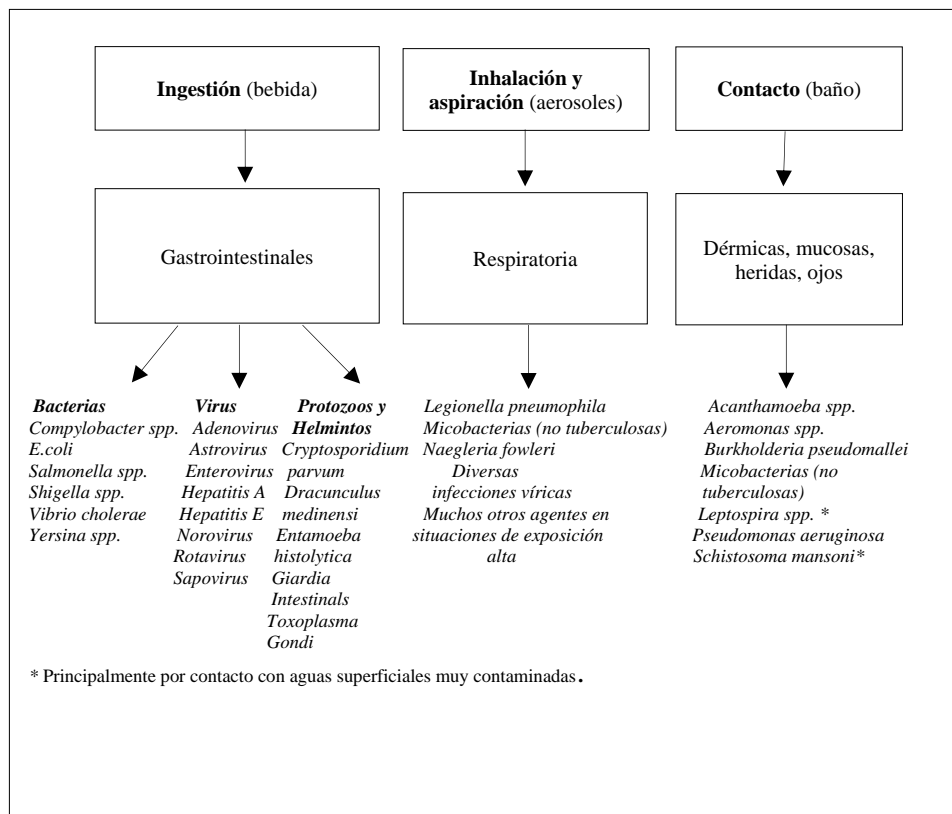 Ingestión (bebida)
Inhalación y
aspiración (aerosoles)
Contacto (baño)
Gastrointestinales
Respiratoria
Dérmicas, mucosas,
heridas, ojos
Bacterias
Compylobacter spp.
E.coli
Salmonella spp.
Shigella spp.
Vibrio cholerae
Yersina spp.
Virus
Adenovirus
Astrovirus
Enterovirus
Hepatitis A
Hepatitis E
Norovirus
Rotavirus
Sapovirus
Protozoos y
Helmintos
Cryptosporidium
parvum
Dracunculus
medinensi
Entamoeba
histolytica
Giardia
Intestinals
Toxoplasma
Gondi
Legionella pneumophila
Micobacterias (no tuberculosas)
Naegleria fowleri
Diversas
infecciones víricas
Muchos otros agentes en
situaciones de exposición
alta
Acanthamoeba spp.
Aeromonas spp.
Burkholderia pseudomallei
Micobacterias (no
tuberculosas)
Leptospira spp. *
Pseudomonas aeruginosa
Schistosoma mansoni*
* Principalmente por contacto con aguas superficiales muy contaminadas.